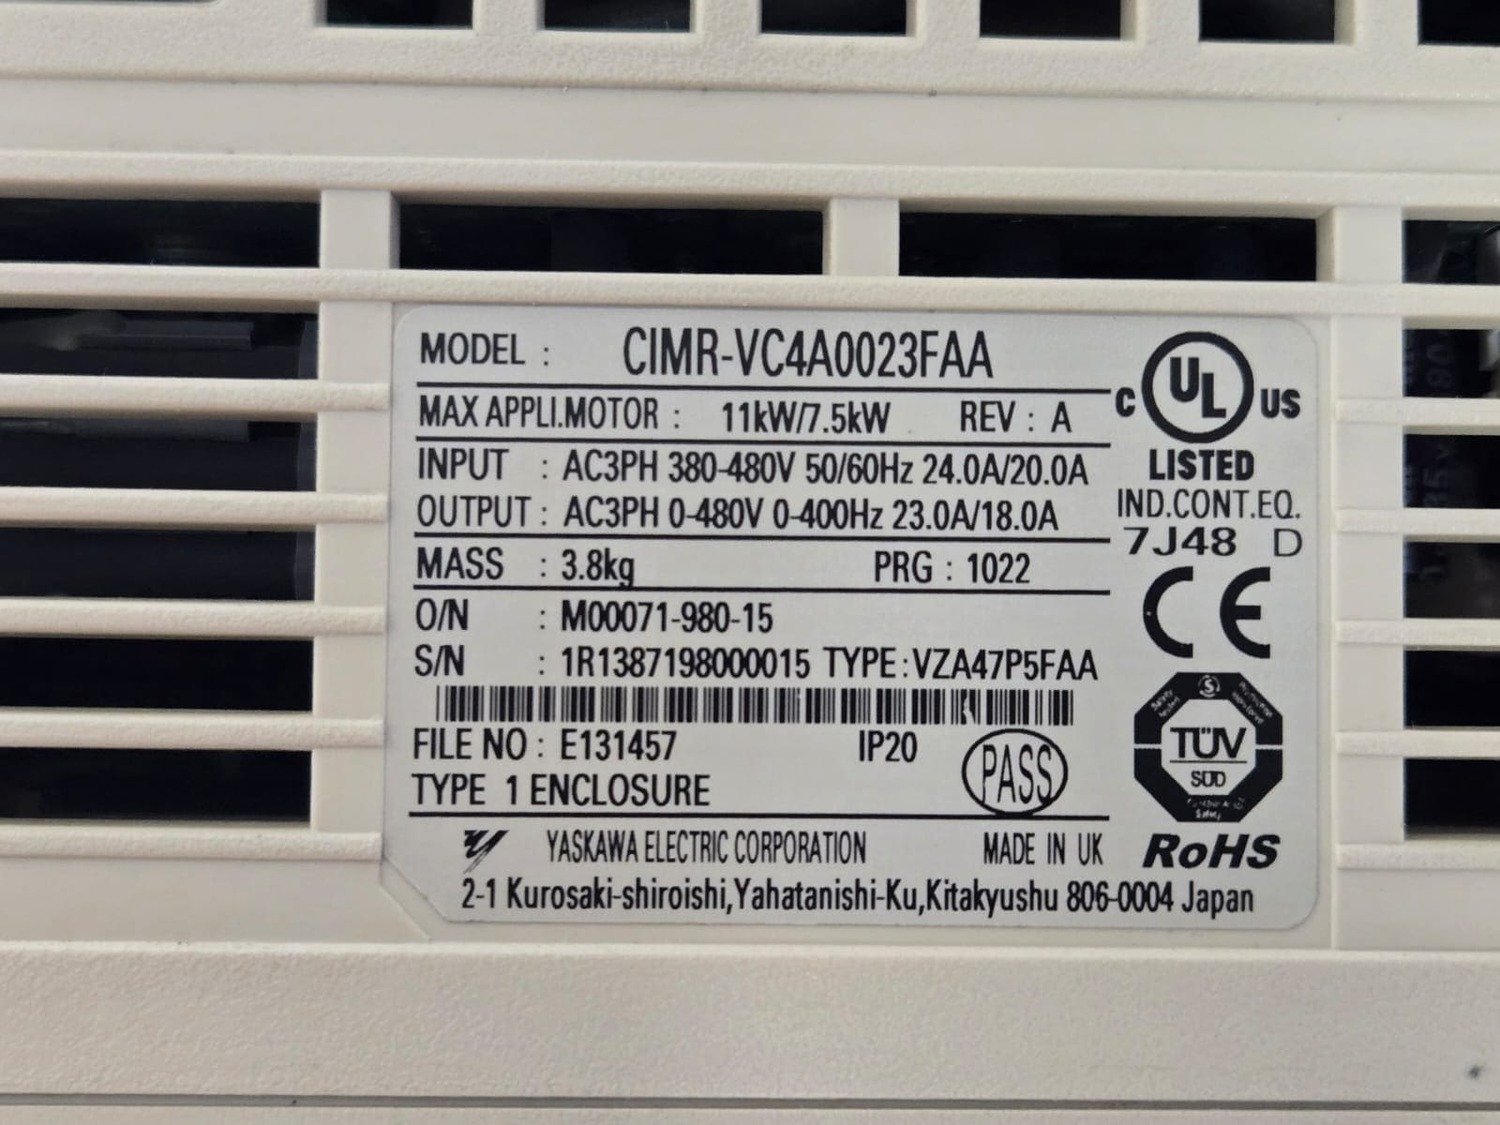 MODEL : CIMR-VC4A0023FAA
MAX APPLI.MOTOR : 11kW/7.5kW REV : A
INPUT : AC3PH 380-480V 50/60Hz 24.0A/20.0A
OUTPUT : AC3PH 0-480V 0-400Hz 23.0A/18.0A
MASS : 3.8kg PRG : 1022
O/N : M00071-980-15
S/N : 1R1387198000015 TYPE : VZA47P5FAA
FILE NO : E131457 IP20 PASS
TYPE 1 ENCLOSURE
YASKAWA ELECTRIC CORPORATION MADE IN UK
2-1 Kurosaki-shiroishi,Yahatanishi-Ku,Kitakyushu 806-0004 Japan
C UL US
LISTED
IND.CONT.EQ.
7J48 D
CE
TÜV
SÜD
RoHS